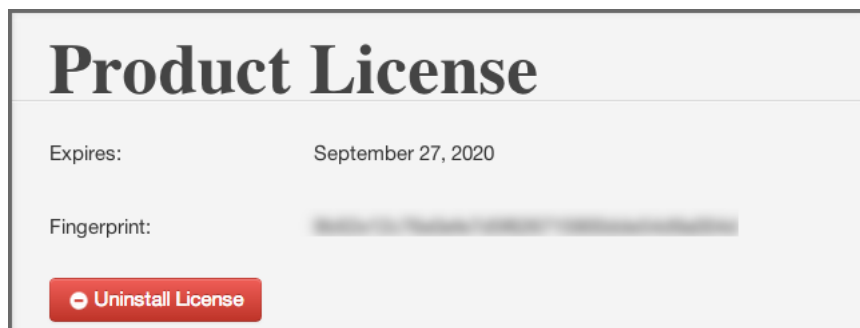 Product License
Expires: September 27, 2020
Fingerprint:
Uninstall License